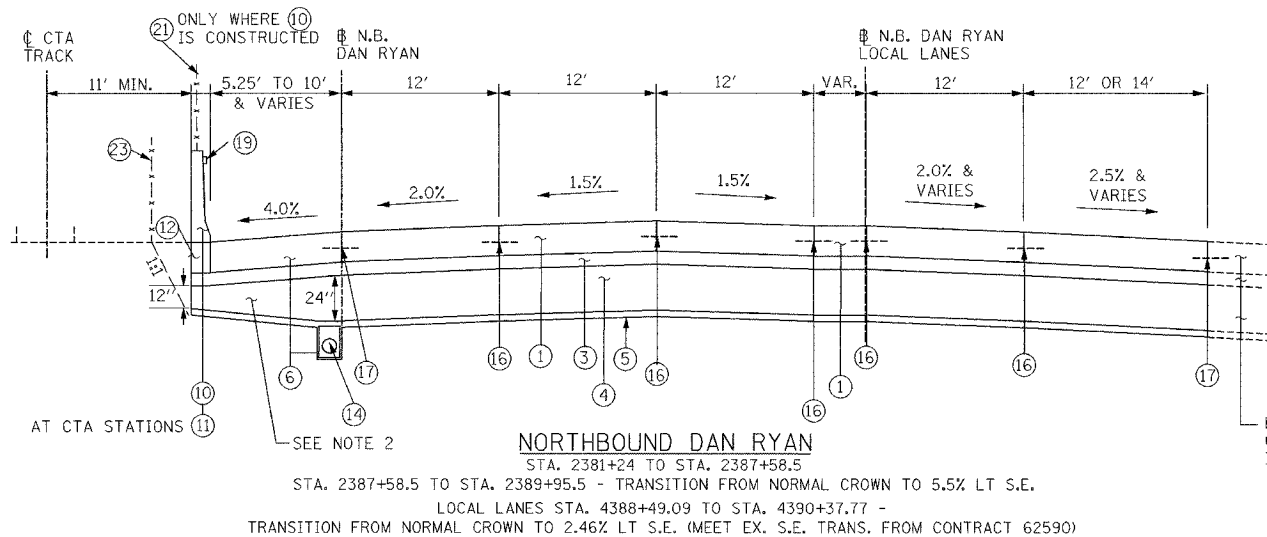 ONLY WHERE 10
21 IS CONSTRUCTED
℄ CTA
TRACK
B N.B.
DAN RYAN
B N.B. DAN RYAN
LOCAL LANES
11' MIN.
5.25' TO 10'
& VARIES
12'
12'
12'
VAR.
12'
12' OR 14'
23
19
4.0%
2.0%
1.5%
1.5%
2.0% &
VARIES
2.5% &
VARIES
12
1:1
12''
24''
6
14
17
16
1
3
4
5
16
16
1
16
16
17
10
AT CTA STATIONS 11
SEE NOTE 2
NORTHBOUND DAN RYAN
STA. 2381+24 TO STA. 2387+58.5
STA. 2387+58.5 TO STA. 2389+95.5 - TRANSITION FROM NORMAL CROWN TO 5.5% LT S.E.
LOCAL LANES STA. 4388+49.09 TO STA. 4390+37.77 -
TRANSITION FROM NORMAL CROWN TO 2.46% LT S.E. (MEET EX. S.E. TRANS. FROM CONTRACT 62590)